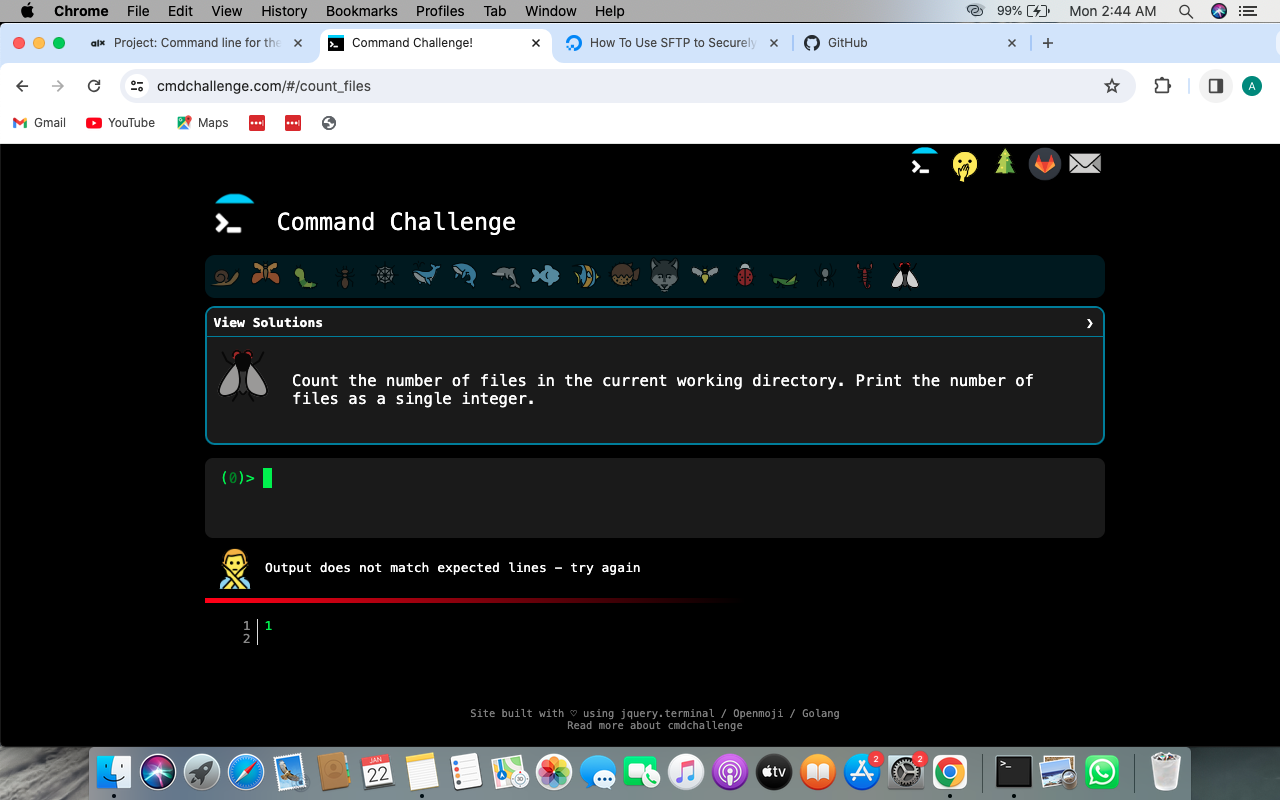 Chrome File Edit View History Bookmarks Profiles Tab Window Help 99% Mon 2:44 AM
alx Project: Command line for the Command Challenge! How To Use SFTP to Securely GitHub
cmdchallenge.com/#/count_files A
Gmail YouTube Maps
Command Challenge
View Solutions
Count the number of files in the current working directory. Print the number of
files as a single integer.
(0)>
Output does not match expected lines – try again
1 1
2
Site built with ♡ using jquery.terminal / Openmoji / Golang
Read more about cmdchallenge
JAN
22 tv 2 2